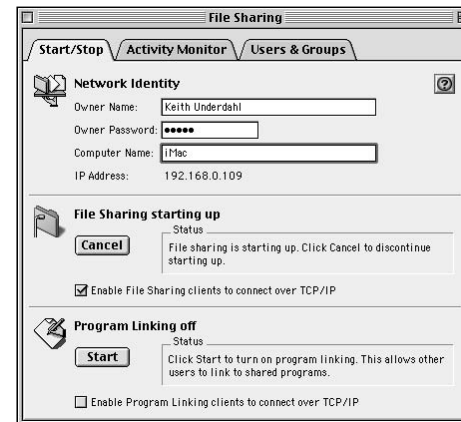 File Sharing
Start/Stop Activity Monitor Users & Groups
Network Identity
Owner Name: Keith Underdahl
Owner Password: •••••
Computer Name: iMac
IP Address: 192.168.0.109
File Sharing starting up
Status
Cancel
File sharing is starting up. Click Cancel to discontinue
starting up.
Enable File Sharing clients to connect over TCP/IP
Program Linking off
Status
Start
Click Start to turn on program linking. This allows other
users to link to shared programs.
Enable Program Linking clients to connect over TCP/IP